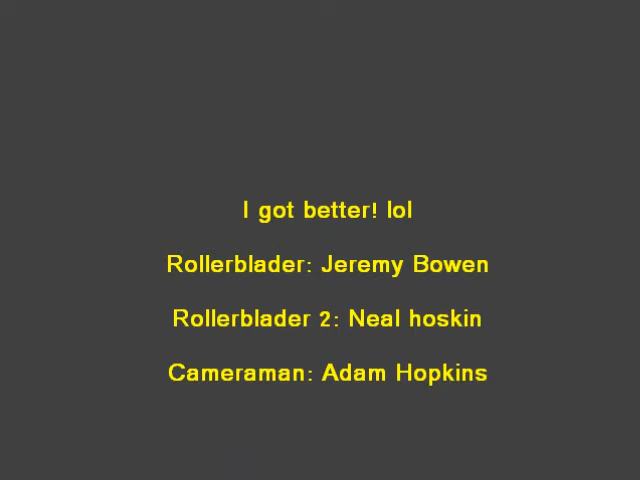 I got better! lol
Rollerblader: Jeremy Bowen
Rollerblader 2: Neal hoskin
Cameraman: Adam Hopkins